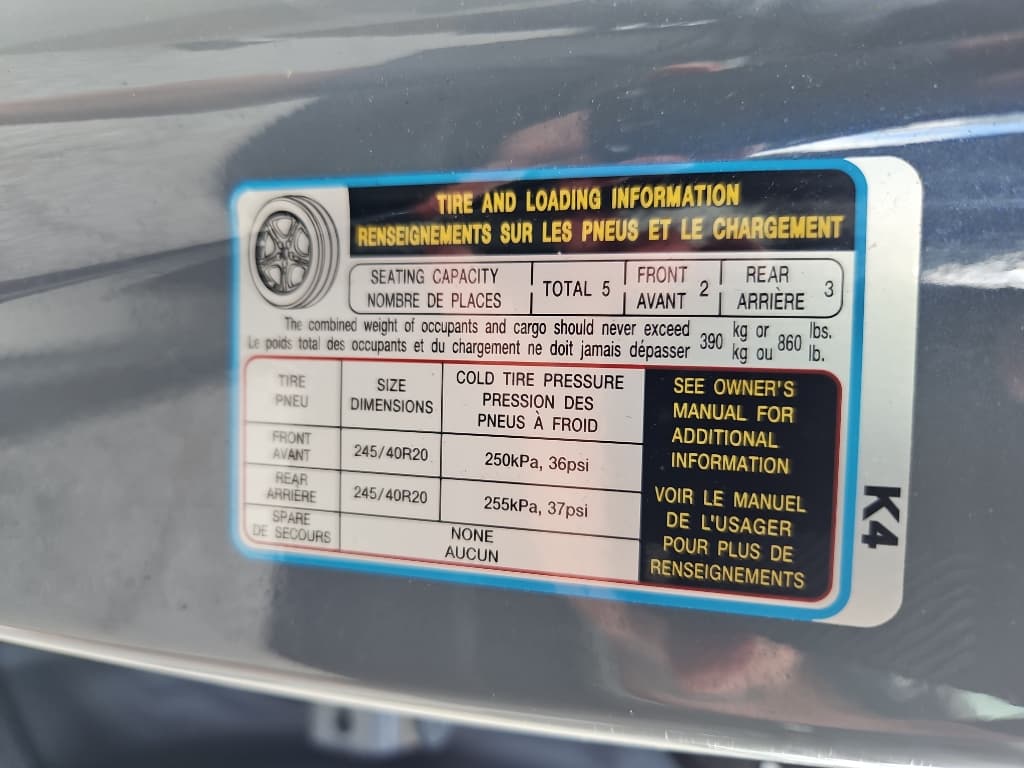 TIRE AND LOADING INFORMATION
RENSEIGNEMENTS SUR LES PNEUS ET LE CHARGEMENT
SEATING CAPACITY
NOMBRE DE PLACES
TOTAL 5
FRONT
AVANT
2
REAR
ARRIÈRE
3
The combined weight of occupants and cargo should never exceed
Le poids total des occupants et du chargement ne doit jamais dépasser
390
kg or
kg ou
860
lbs.
lb.
TIRE
PNEU
SIZE
DIMENSIONS
COLD TIRE PRESSURE
PRESSION DES
PNEUS À FROID
FRONT
AVANT
245/40R20
250kPa, 36psi
REAR
ARRIÈRE
245/40R20
255kPa, 37psi
SPARE
DE SECOURS
NONE
AUCUN
SEE OWNER'S
MANUAL FOR
ADDITIONAL
INFORMATION
VOIR LE MANUEL
DE L'USAGER
POUR PLUS DE
RENSEIGNEMENTS
K4